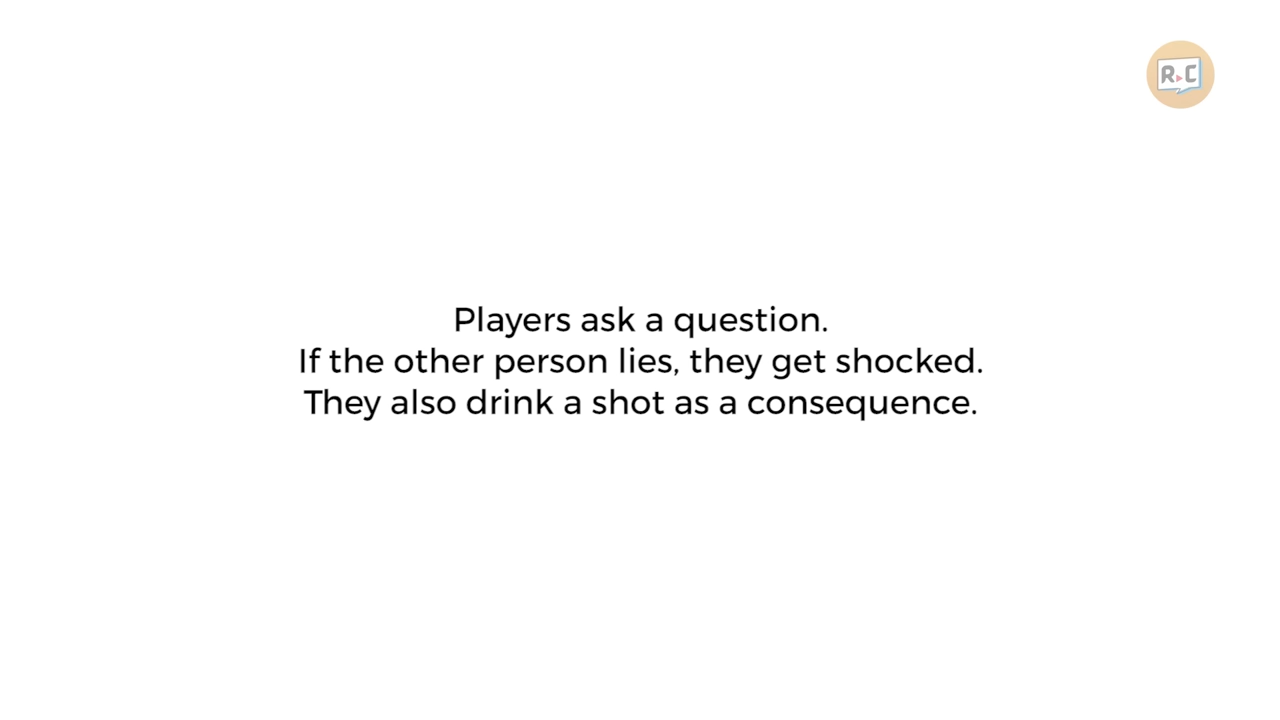 R▸C
Players ask a question.
If the other person lies, they get shocked.
They also drink a shot as a consequence.